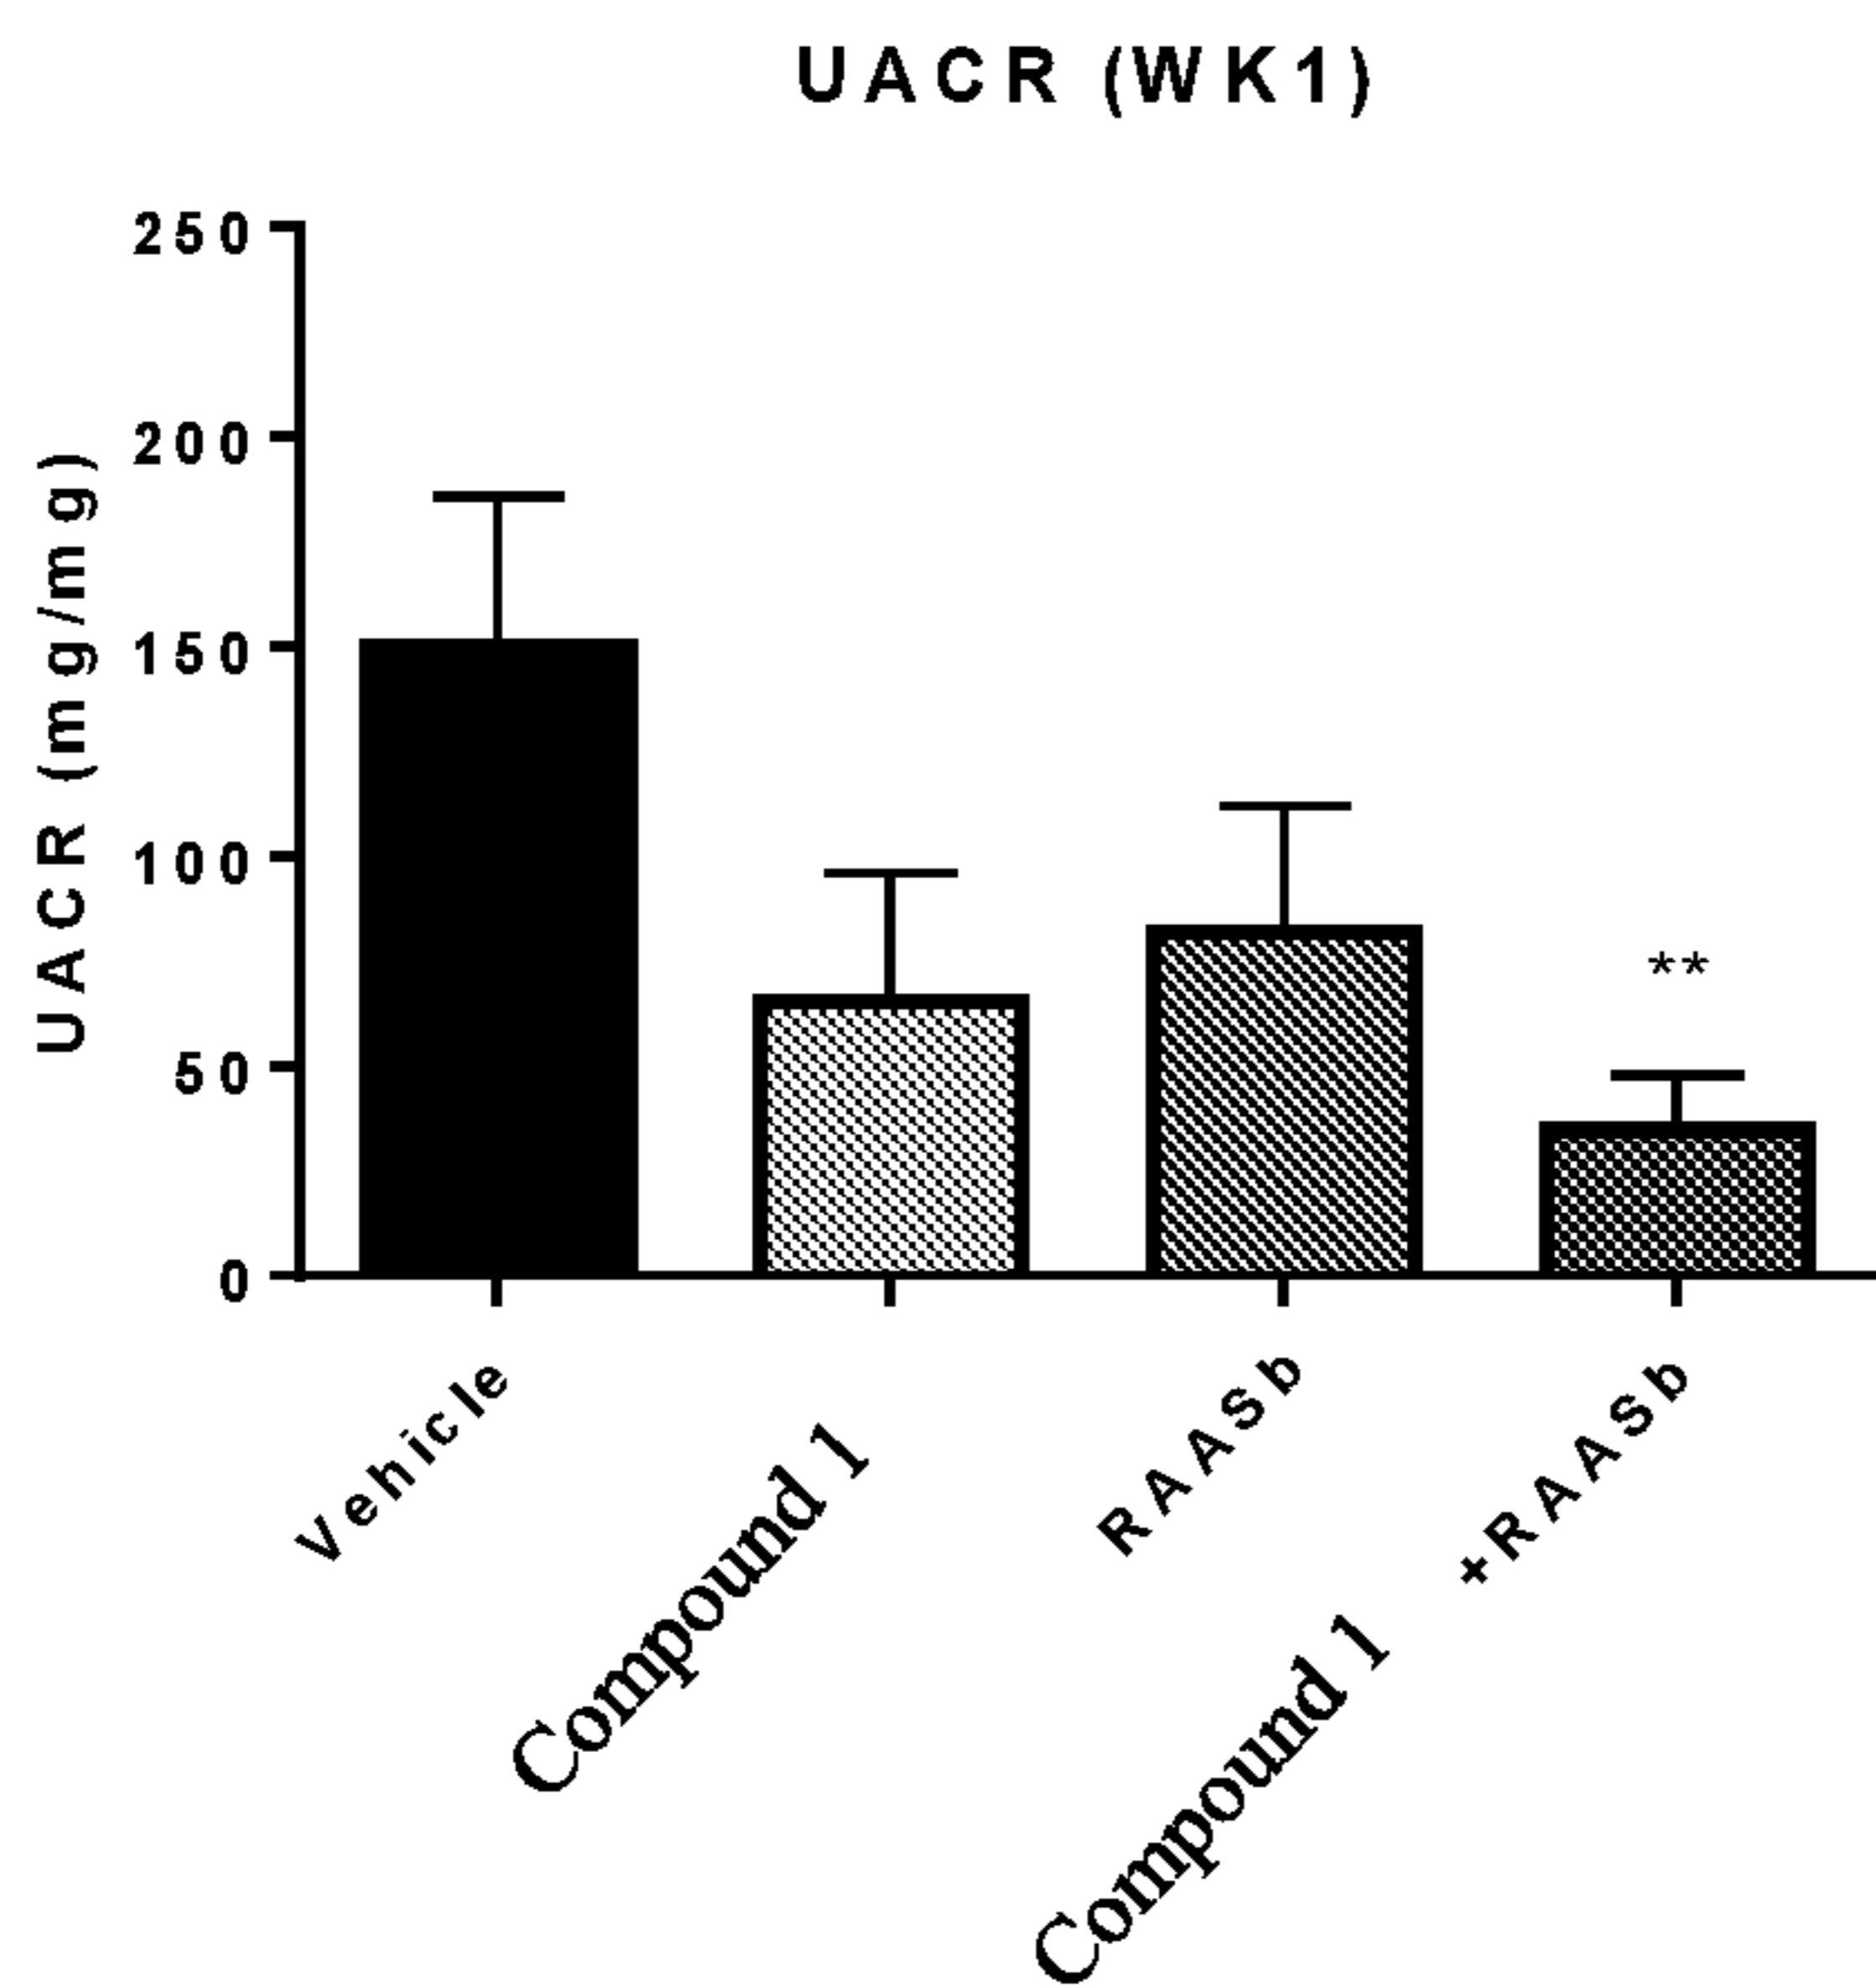 UACR (WK1)
UACR (mg/mg)
250
200
150
100
50
0
**
Vehicle
Compound 1
RAASb
Compound 1 +RAASb